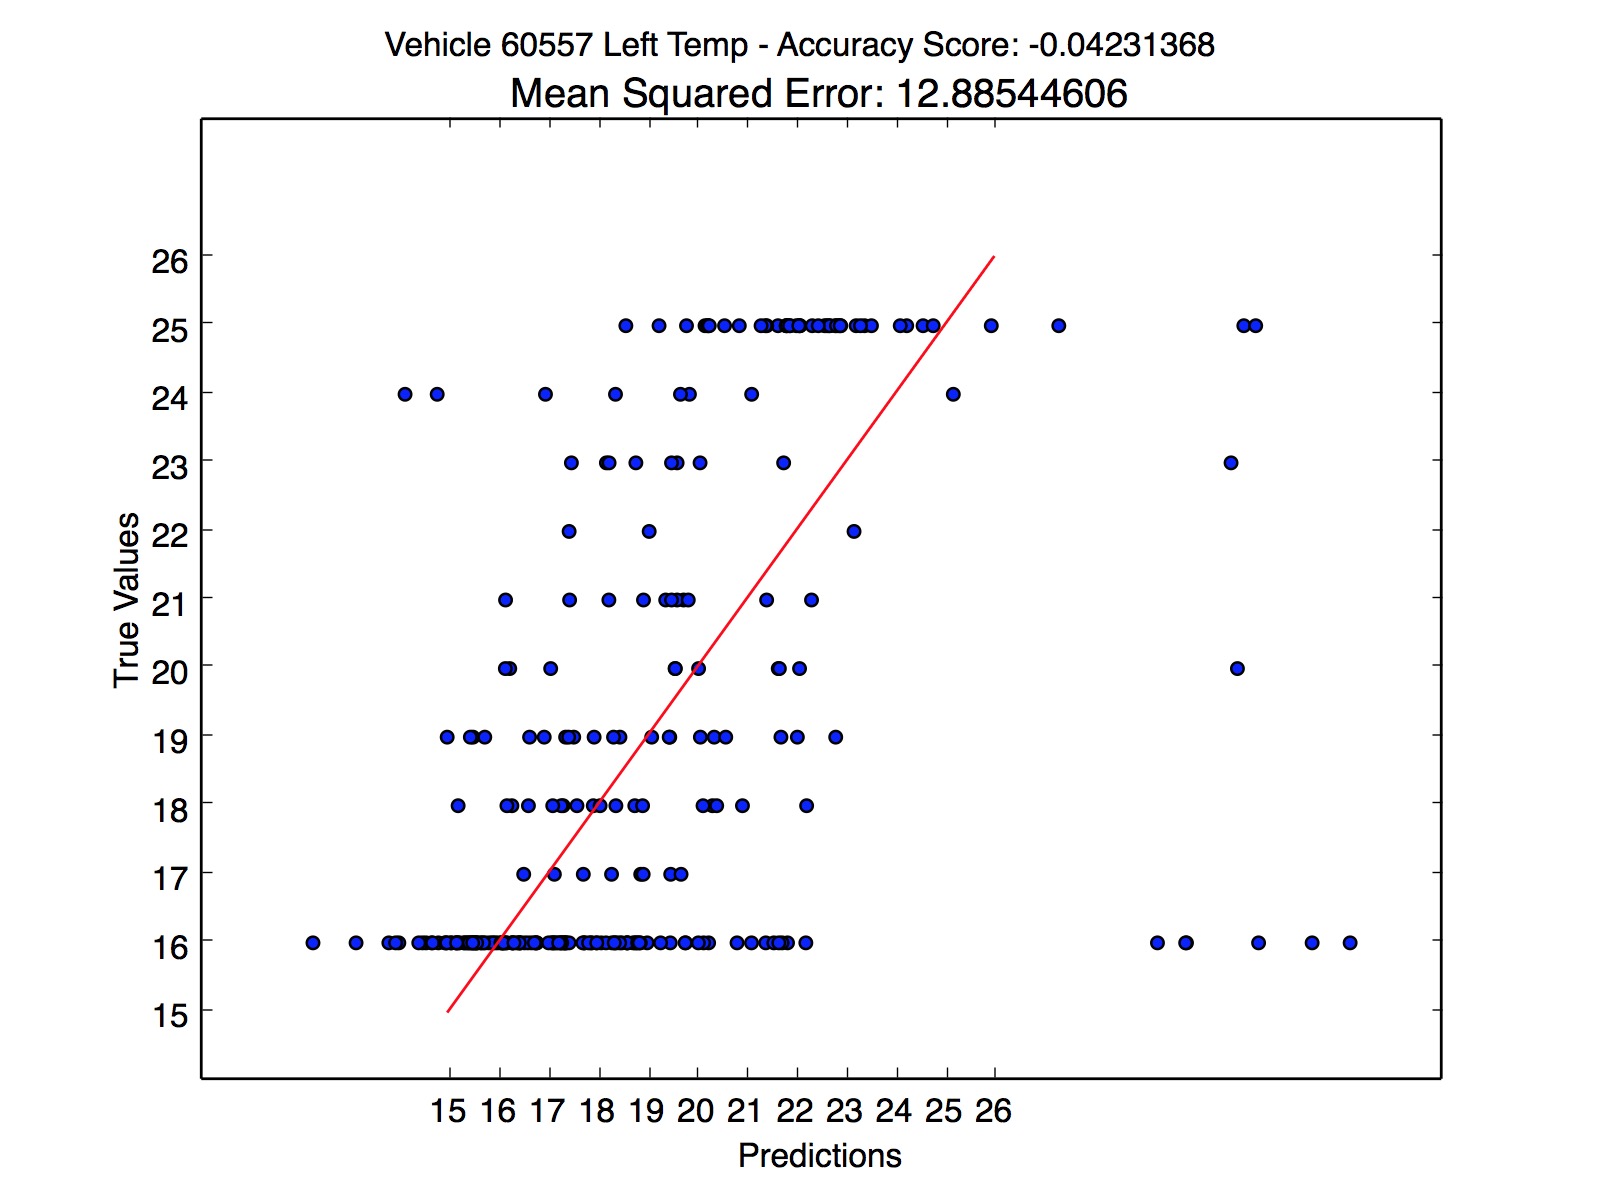 Vehicle 60557 Left Temp - Accuracy Score: -0.04231368
Mean Squared Error: 12.88544606
26
25
24
23
22
21
20
19
18
17
16
15
True Values
15 16 17 18 19 20 21 22 23 24 25 26
Predictions